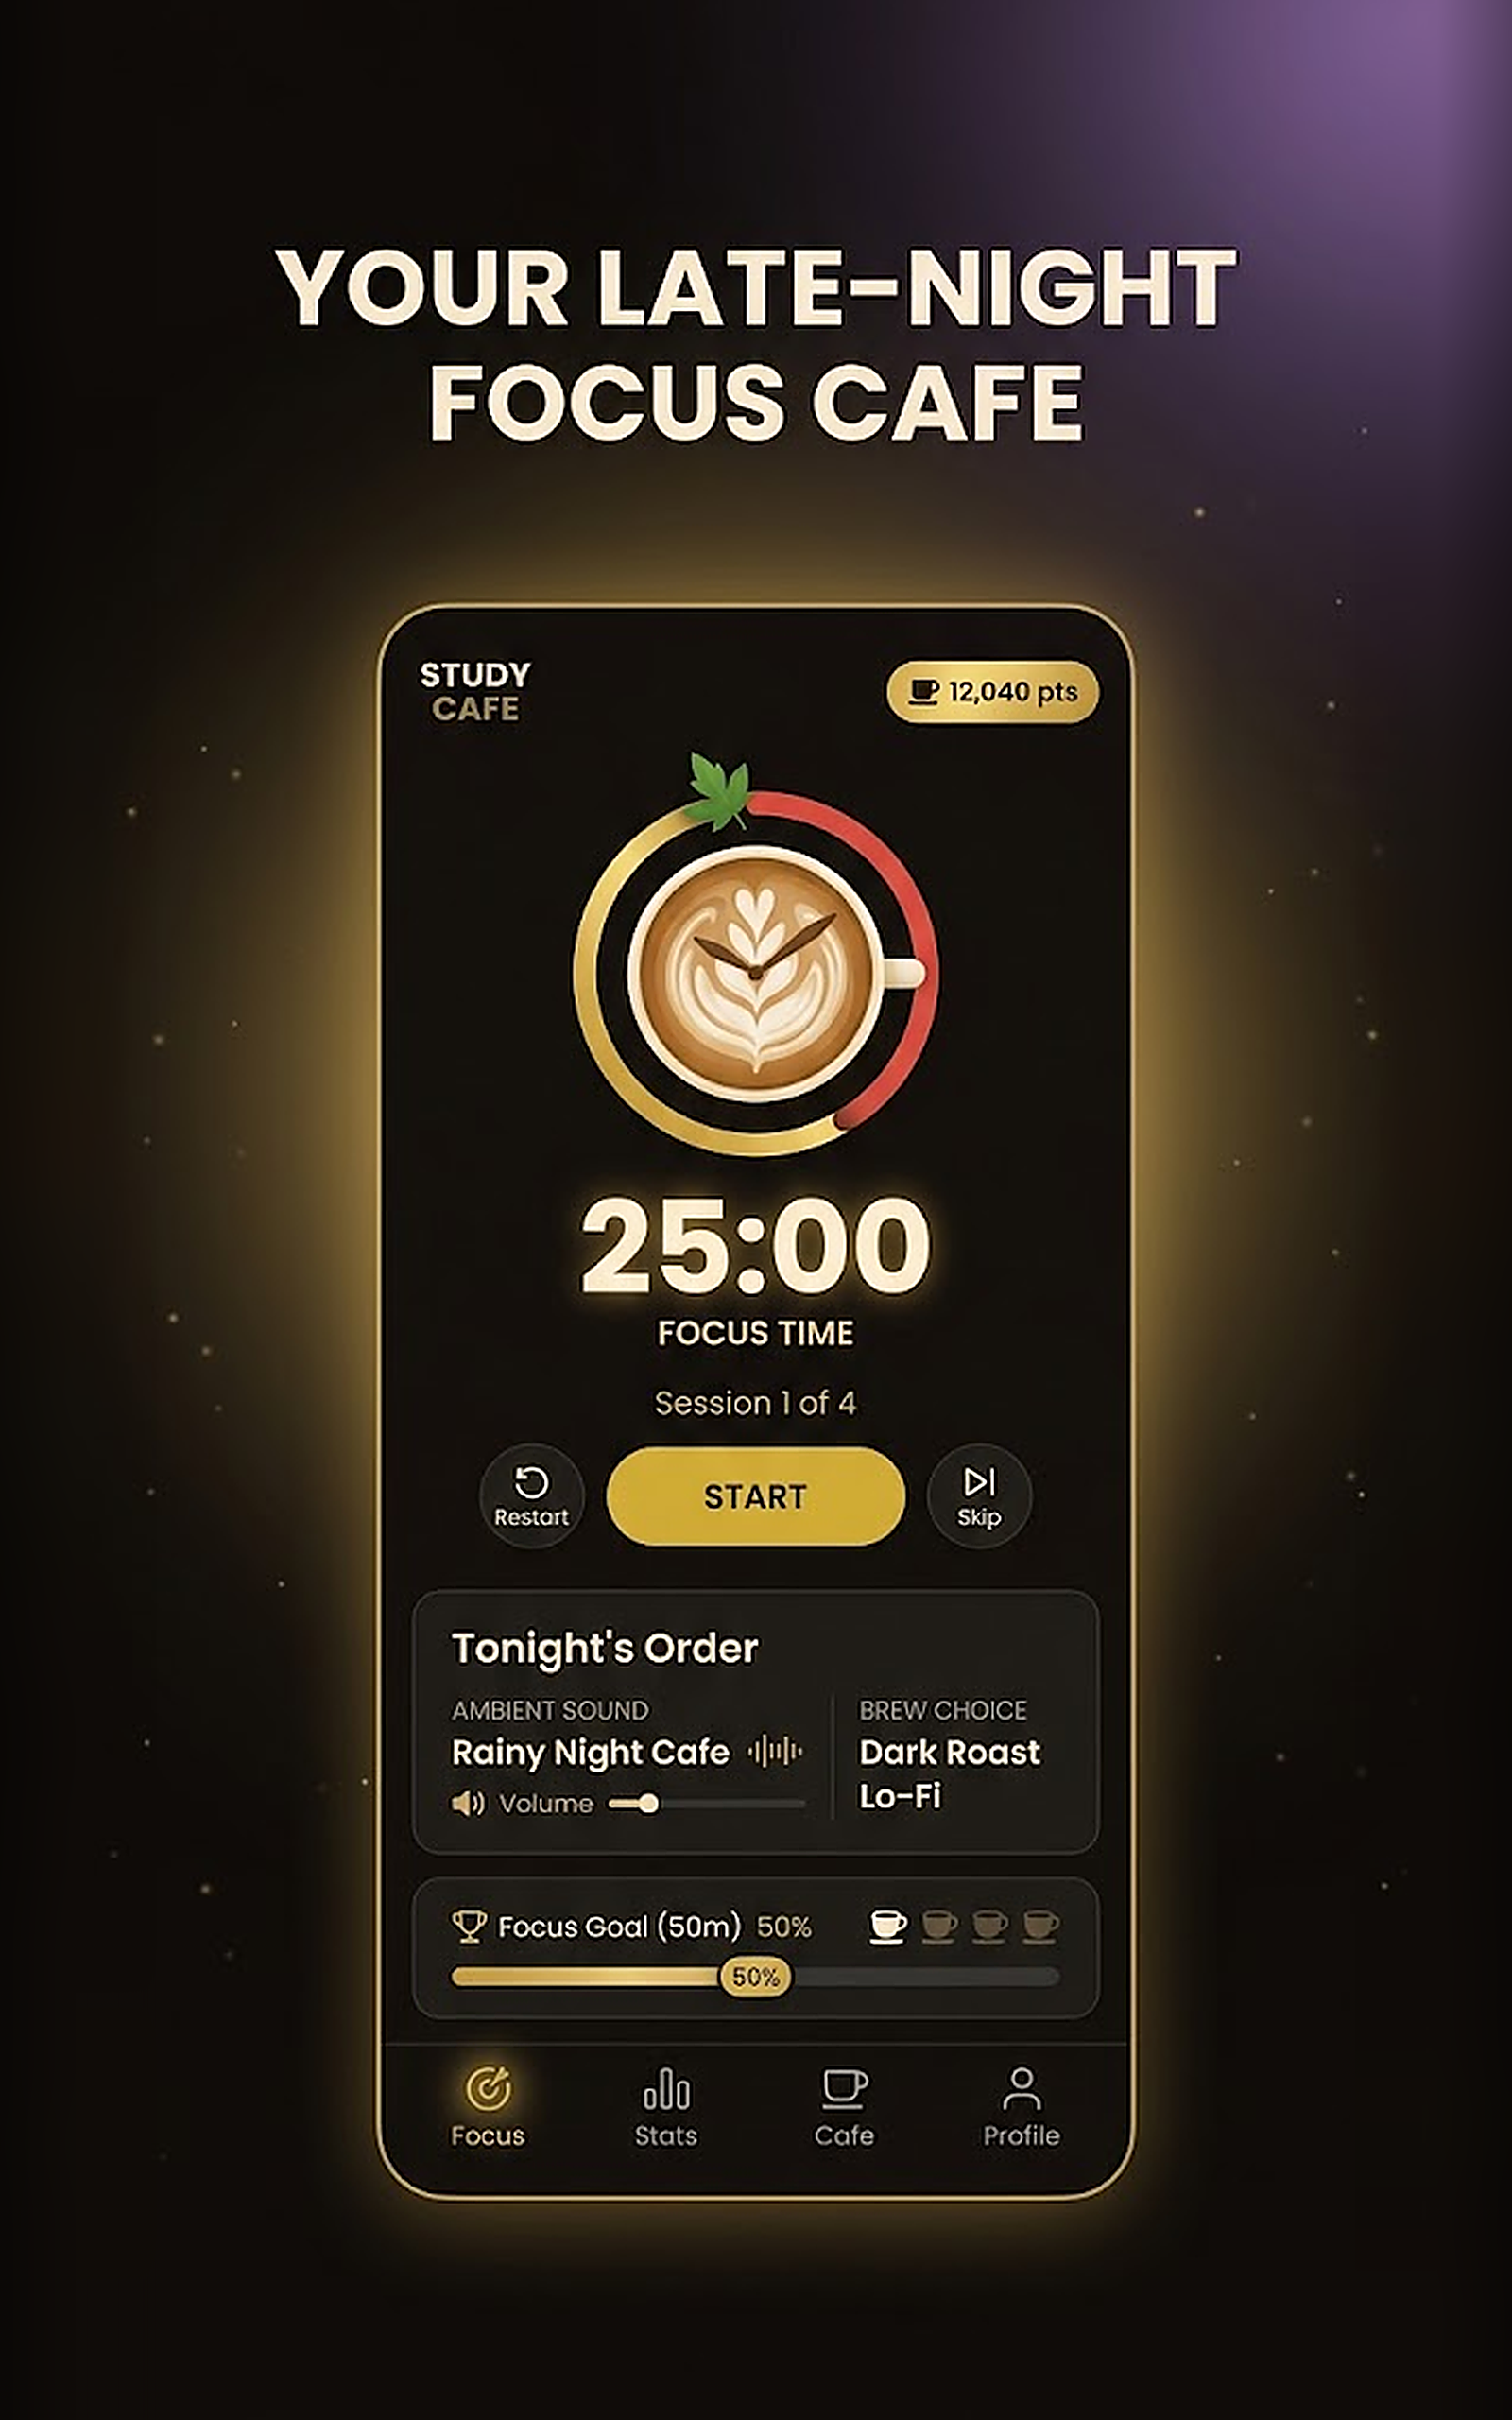 YOUR LATE-NIGHT
FOCUS CAFE
STUDY
CAFE
12,040 pts
25:00
FOCUS TIME
Session 1 of 4
Restart
START
Skip
Tonight's Order
AMBIENT SOUND
Rainy Night Cafe
Volume
BREW CHOICE
Dark Roast
Lo-Fi
Focus Goal (50m) 50%
50%
Focus
Stats
Cafe
Profile